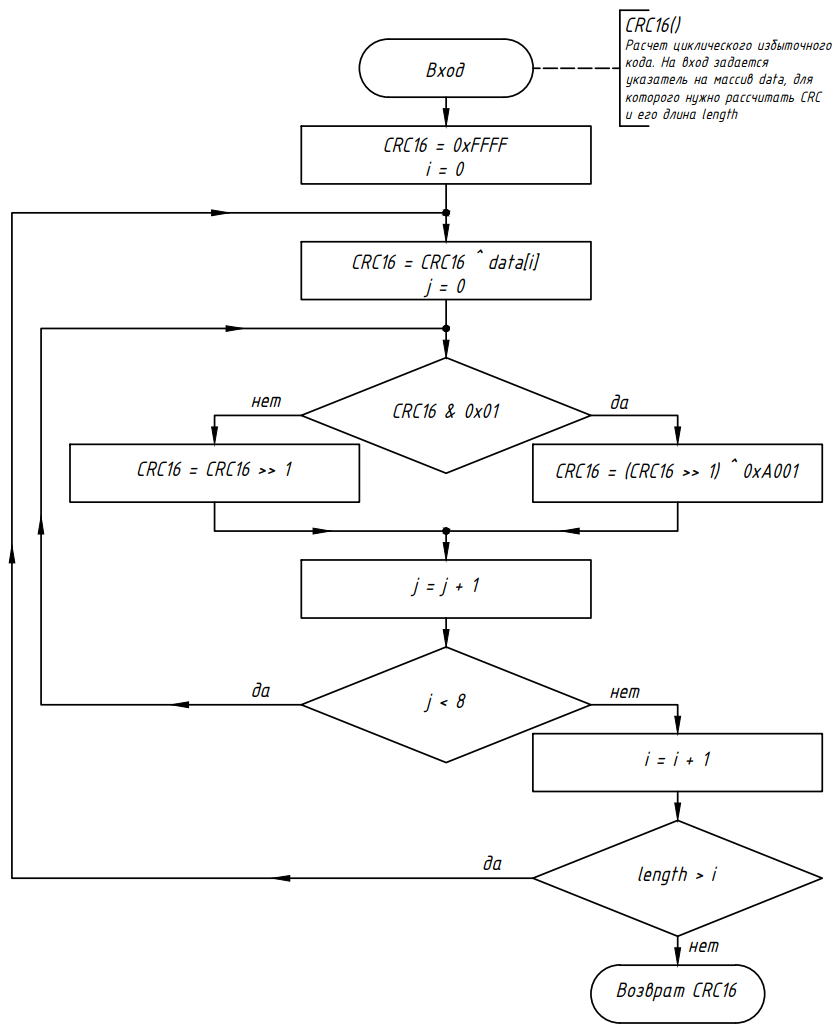 CRC16()
Расчет циклического избыточного
кода. На вход задается
указатель на массив data, для
которого нужно рассчитать CRC
и его длина length
Вход
CRC16 = 0xFFFF
i = 0
CRC16 = CRC16 ^ data[i]
j = 0
CRC16 & 0x01
нет
да
CRC16 = CRC16 >> 1
CRC16 = (CRC16 >> 1) ^ 0xA001
j = j + 1
j < 8
да
нет
i = i + 1
length > i
да
нет
Возврат CRC16